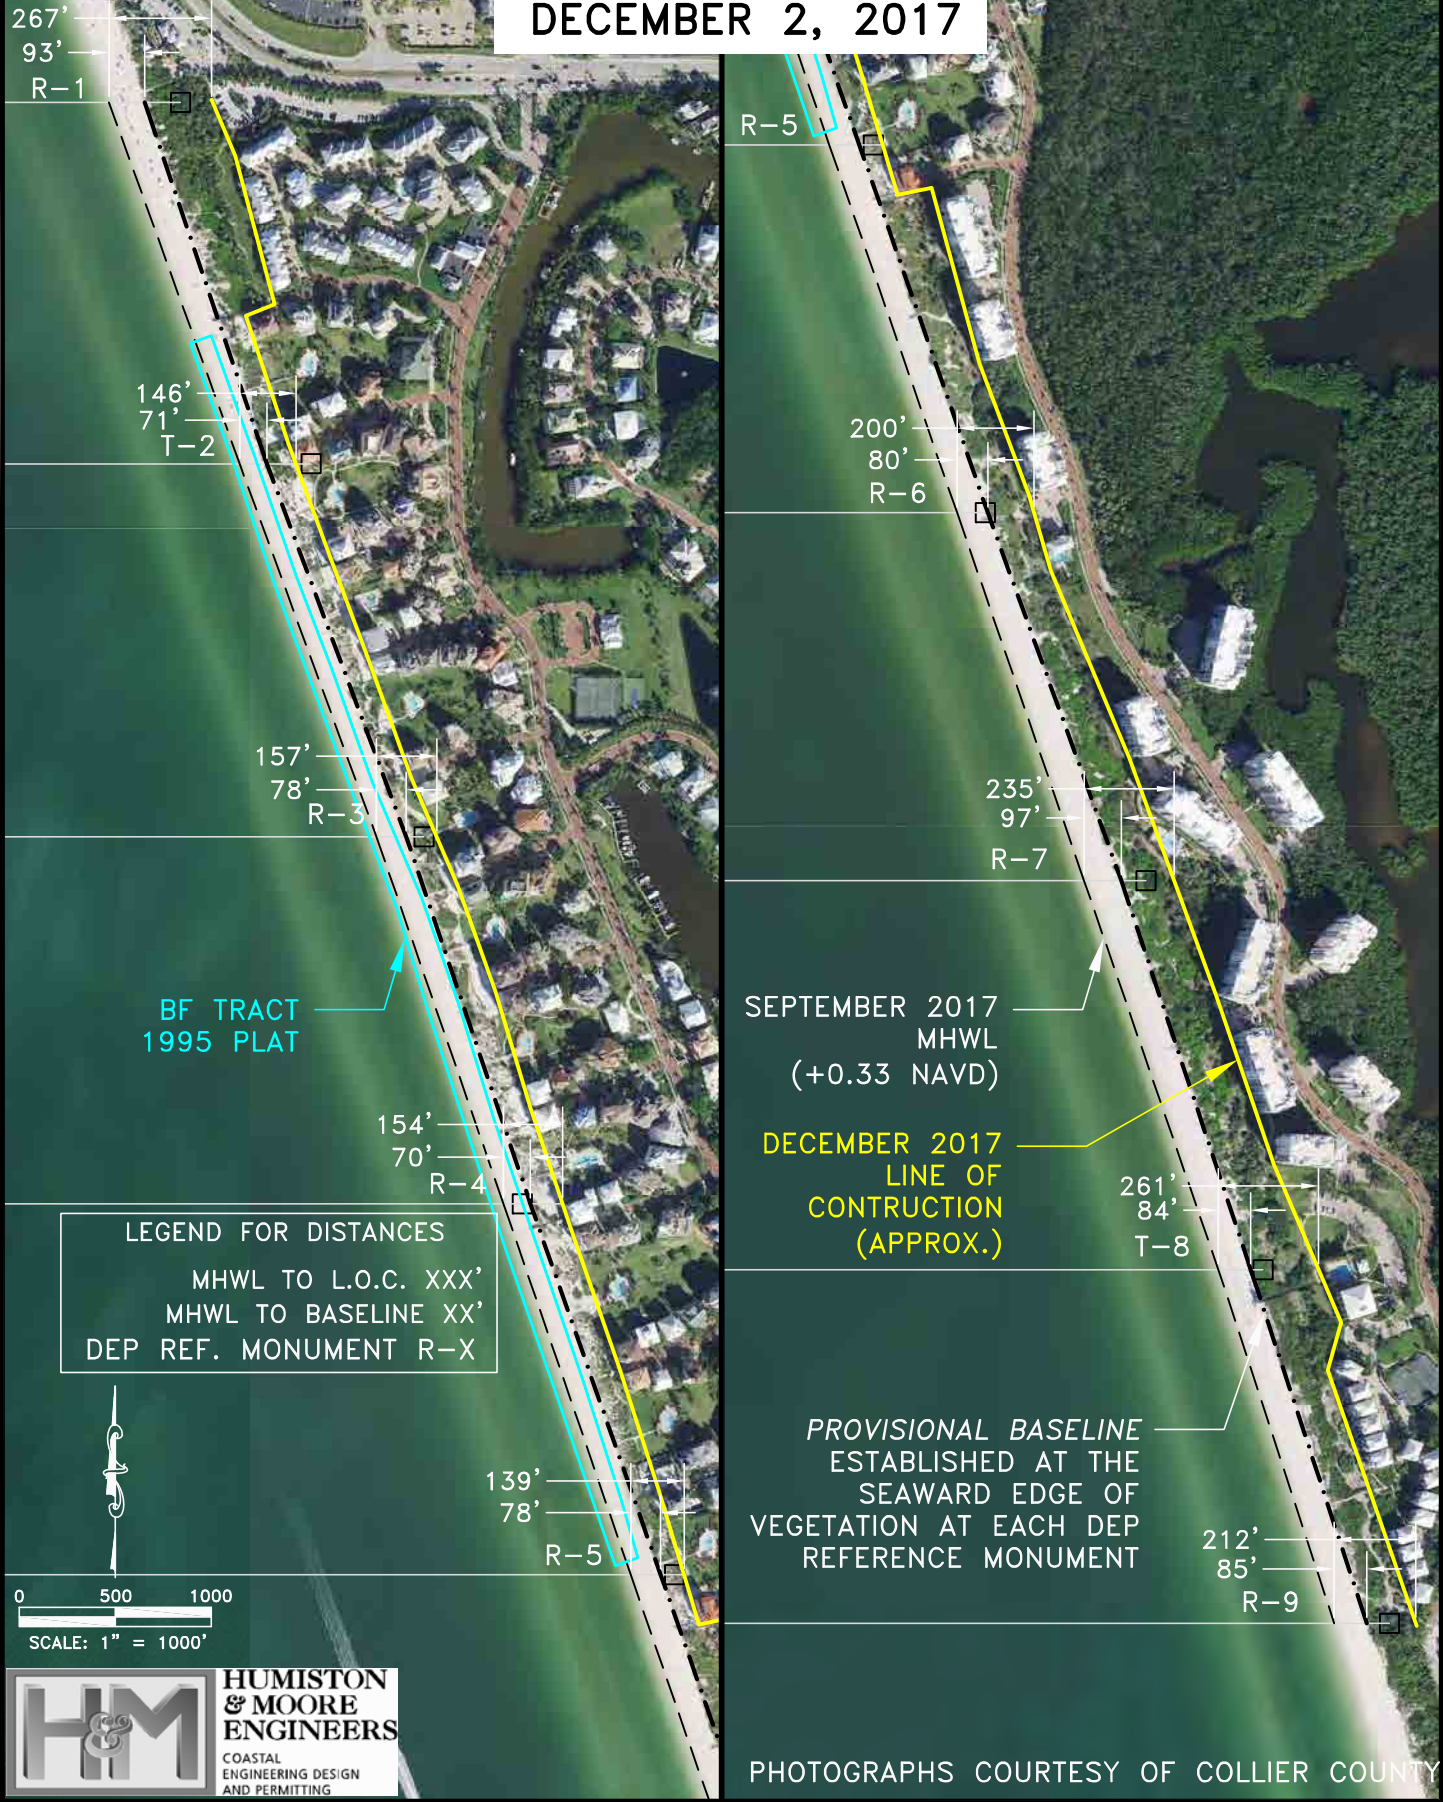 DECEMBER 2, 2017
267'
93'
R-1
146'
71'
T-2
157'
78'
R-3
BF TRACT
1995 PLAT
154'
70'
R-4
LEGEND FOR DISTANCES
MHWL TO L.O.C. XXX'
MHWL TO BASELINE XX'
DEP REF. MONUMENT R-X
139'
78'
R-5
0 500 1000
SCALE: 1" = 1000'
H&M
HUMISTON
& MOORE
ENGINEERS
COASTAL
ENGINEERING DESIGN
AND PERMITTING
R-5
200'
80'
R-6
235'
97'
R-7
SEPTEMBER 2017
MHWL
(+0.33 NAVD)
DECEMBER 2017
LINE OF
CONTRUCTION
(APPROX.)
261'
84'
T-8
PROVISIONAL BASELINE
ESTABLISHED AT THE
SEAWARD EDGE OF
VEGETATION AT EACH DEP
REFERENCE MONUMENT
212'
85'
R-9
PHOTOGRAPHS COURTESY OF COLLIER COUNTY